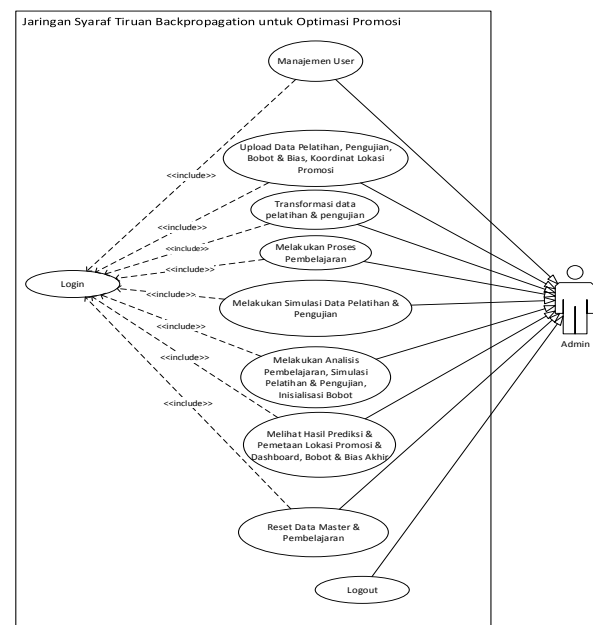 Jaringan Syaraf Tiruan Backpropagation untuk Optimasi Promosi
Manajemen User
<<include>>
Upload Data Pelatihan, Pengujian,
Bobot & Bias, Koordinat Lokasi
Promosi
<<include>>
Transformasi data
pelatihan & pengujian
<<include>>
Melakukan Proses
Pembelajaran
<<include>>
Login
<<include>>
Melakukan Simulasi Data Pelatihan &
Pengujian
Admin
<<include>>
Melakukan Analisis
Pembelajaran, Simulasi
Pelatihan & Pengujian,
Inisialisasi Bobot
<<include>>
Melihat Hasil Prediksi &
Pemetaan Lokasi Promosi &
Dashboard, Bobot & Bias Akhir
<<include>>
Reset Data Master &
Pembelajaran
Logout